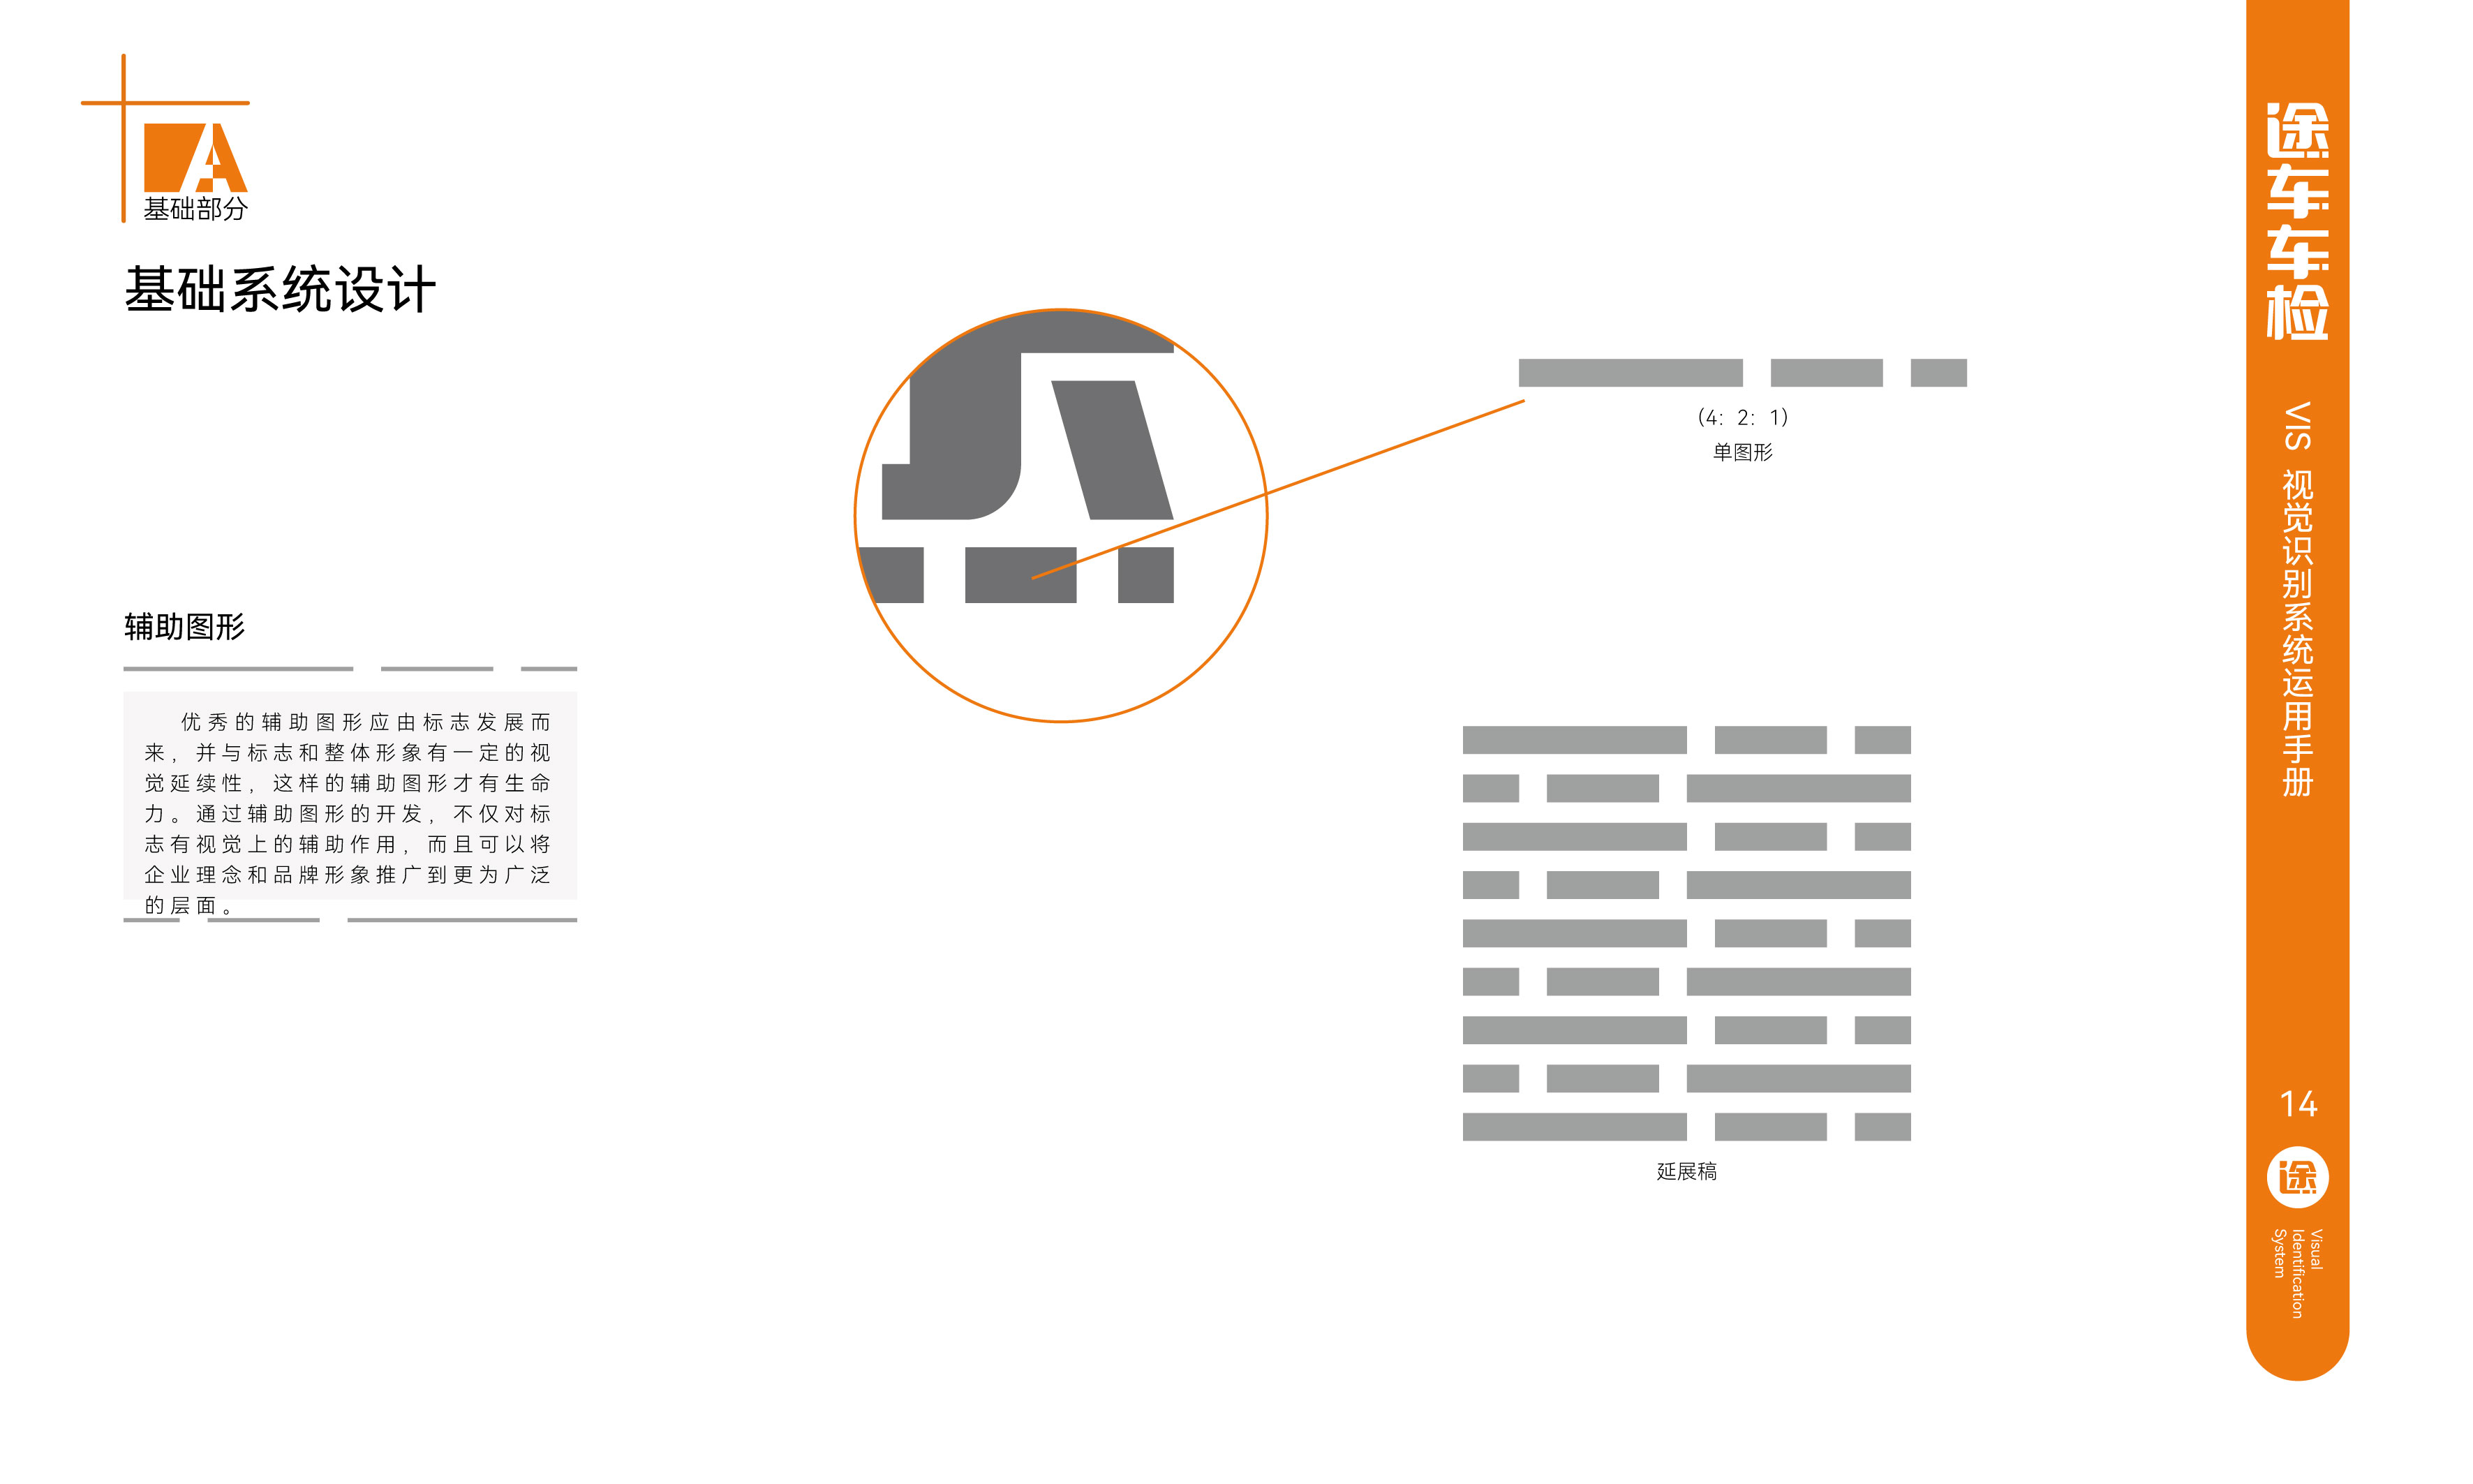 A
基础部分
基础系统设计
辅助图形
优秀的辅助图形应由标志发展而
来，并与标志和整体形象有一定的视
觉延续性，这样的辅助图形才有生命
力。通过辅助图形的开发，不仅对标
志有视觉上的辅助作用，而且可以将
企业理念和品牌形象推广到更为广泛
的层面。
（4：2：1）
单图形
延展稿
途车车检
VIS 视觉识别系统运用手册
14
途
Visual
Identification
System